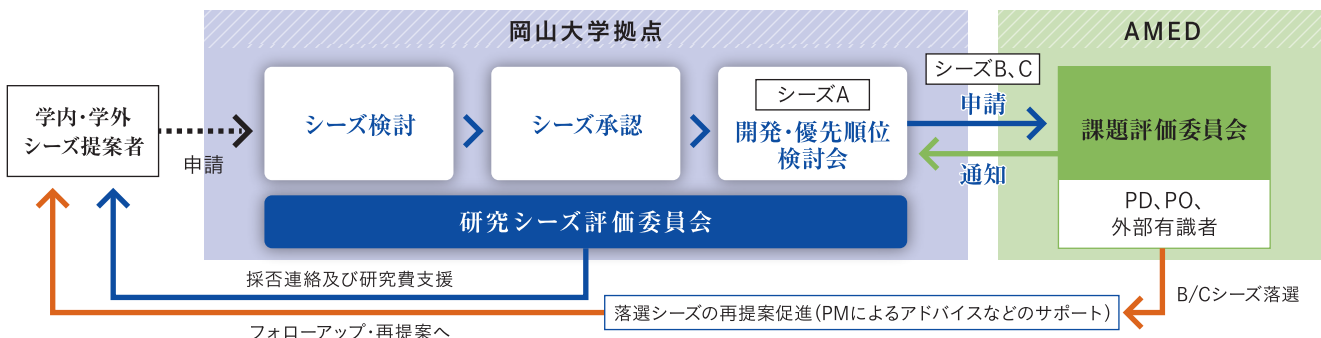 岡山大学拠点
AMED
学内・学外
シーズ提案者
申請
シーズ検討
シーズ承認
シーズA
開発・優先順位
検討会
シーズB、C
申請
通知
課題評価委員会
PD、PO、
外部有識者
研究シーズ評価委員会
採否連絡及び研究費支援
B/Cシーズ落選
落選シーズの再提案促進(PMによるアドバイスなどのサポート)
フォローアップ・再提案へ